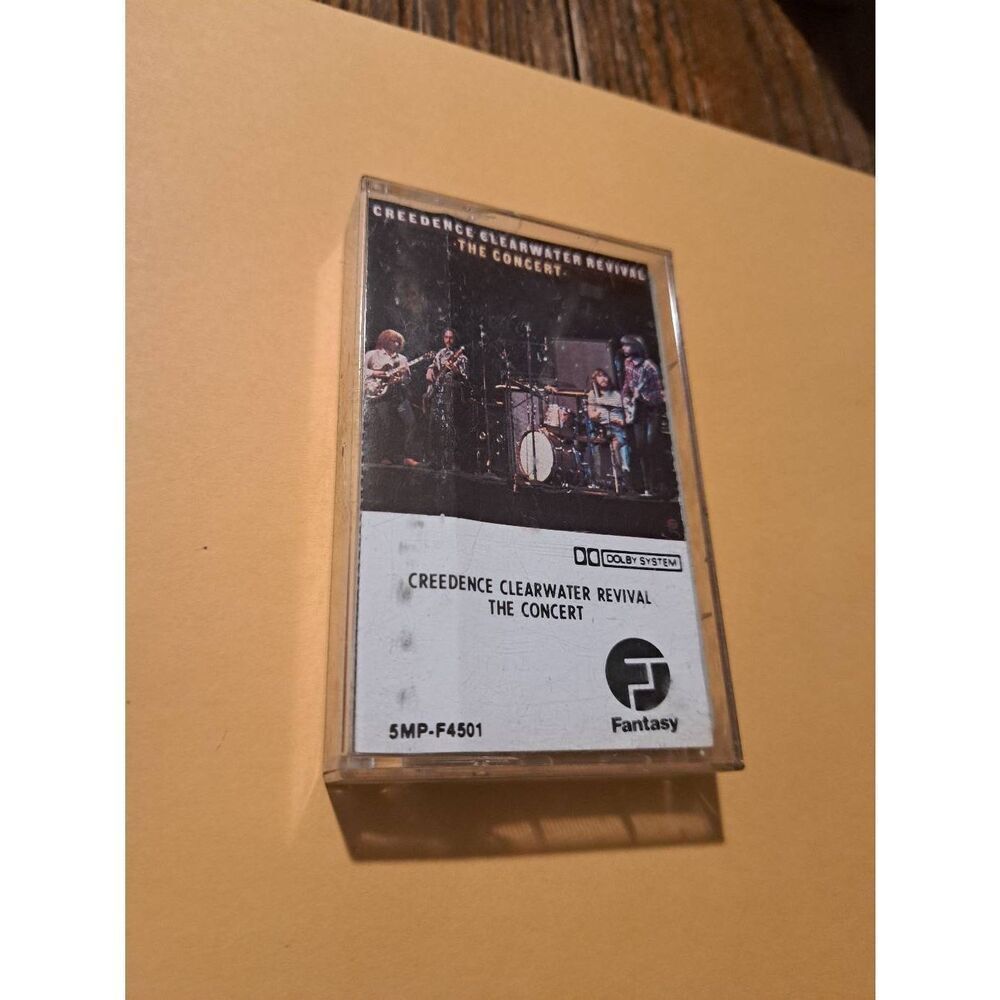 CREEDENCE CLEARWATER REVIVAL
·THE CONCERT·
DOLBY SYSTEM
CREEDENCE CLEARWATER REVIVAL
THE CONCERT
Fantasy
5MP-F4501